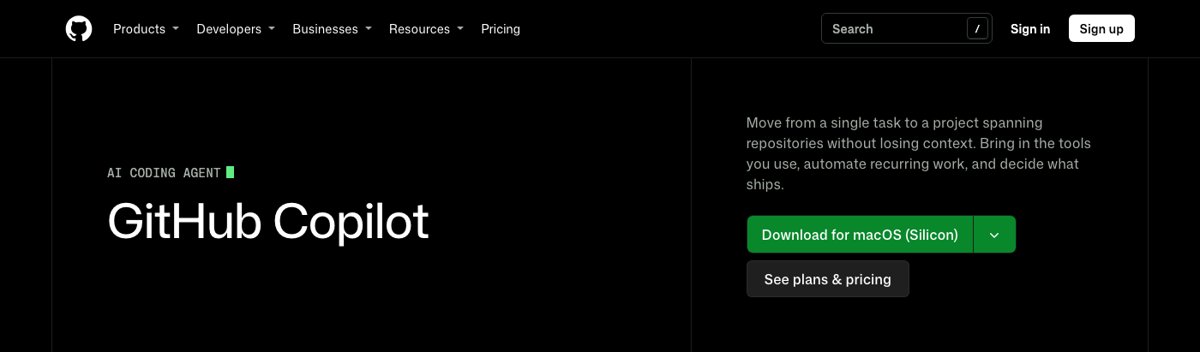 Products
Developers
Businesses
Resources
Pricing
Search
/
Sign in
Sign up
AI CODING AGENT
GitHub Copilot
Move from a single task to a project spanning
repositories without losing context. Bring in the tools
you use, automate recurring work, and decide what
ships.
Download for macOS (Silicon)
See plans & pricing